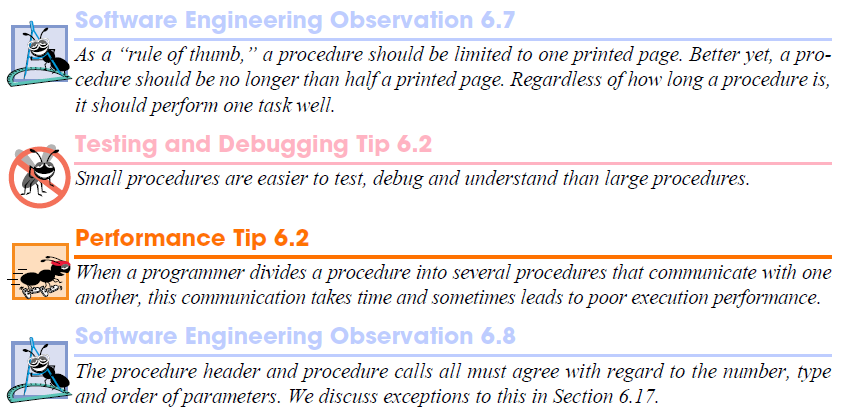 Software Engineering Observation 6.7
As a “rule of thumb,” a procedure should be limited to one printed page. Better yet, a pro-
cedure should be no longer than half a printed page. Regardless of how long a procedure is,
it should perform one task well.
Testing and Debugging Tip 6.2
Small procedures are easier to test, debug and understand than large procedures.
Performance Tip 6.2
When a programmer divides a procedure into several procedures that communicate with one
another, this communication takes time and sometimes leads to poor execution performance.
Software Engineering Observation 6.8
The procedure header and procedure calls all must agree with regard to the number, type
and order of parameters. We discuss exceptions to this in Section 6.17.